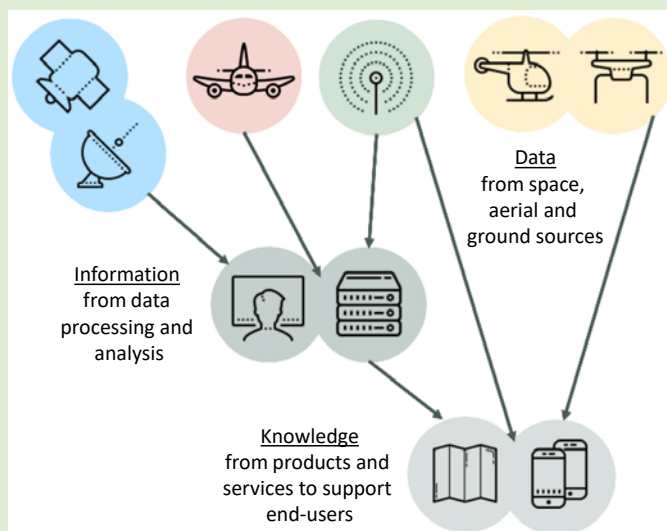 Data
from space,
aerial and
ground sources
Information
from data
processing and
analysis
Knowledge
from products and
services to support
end-users